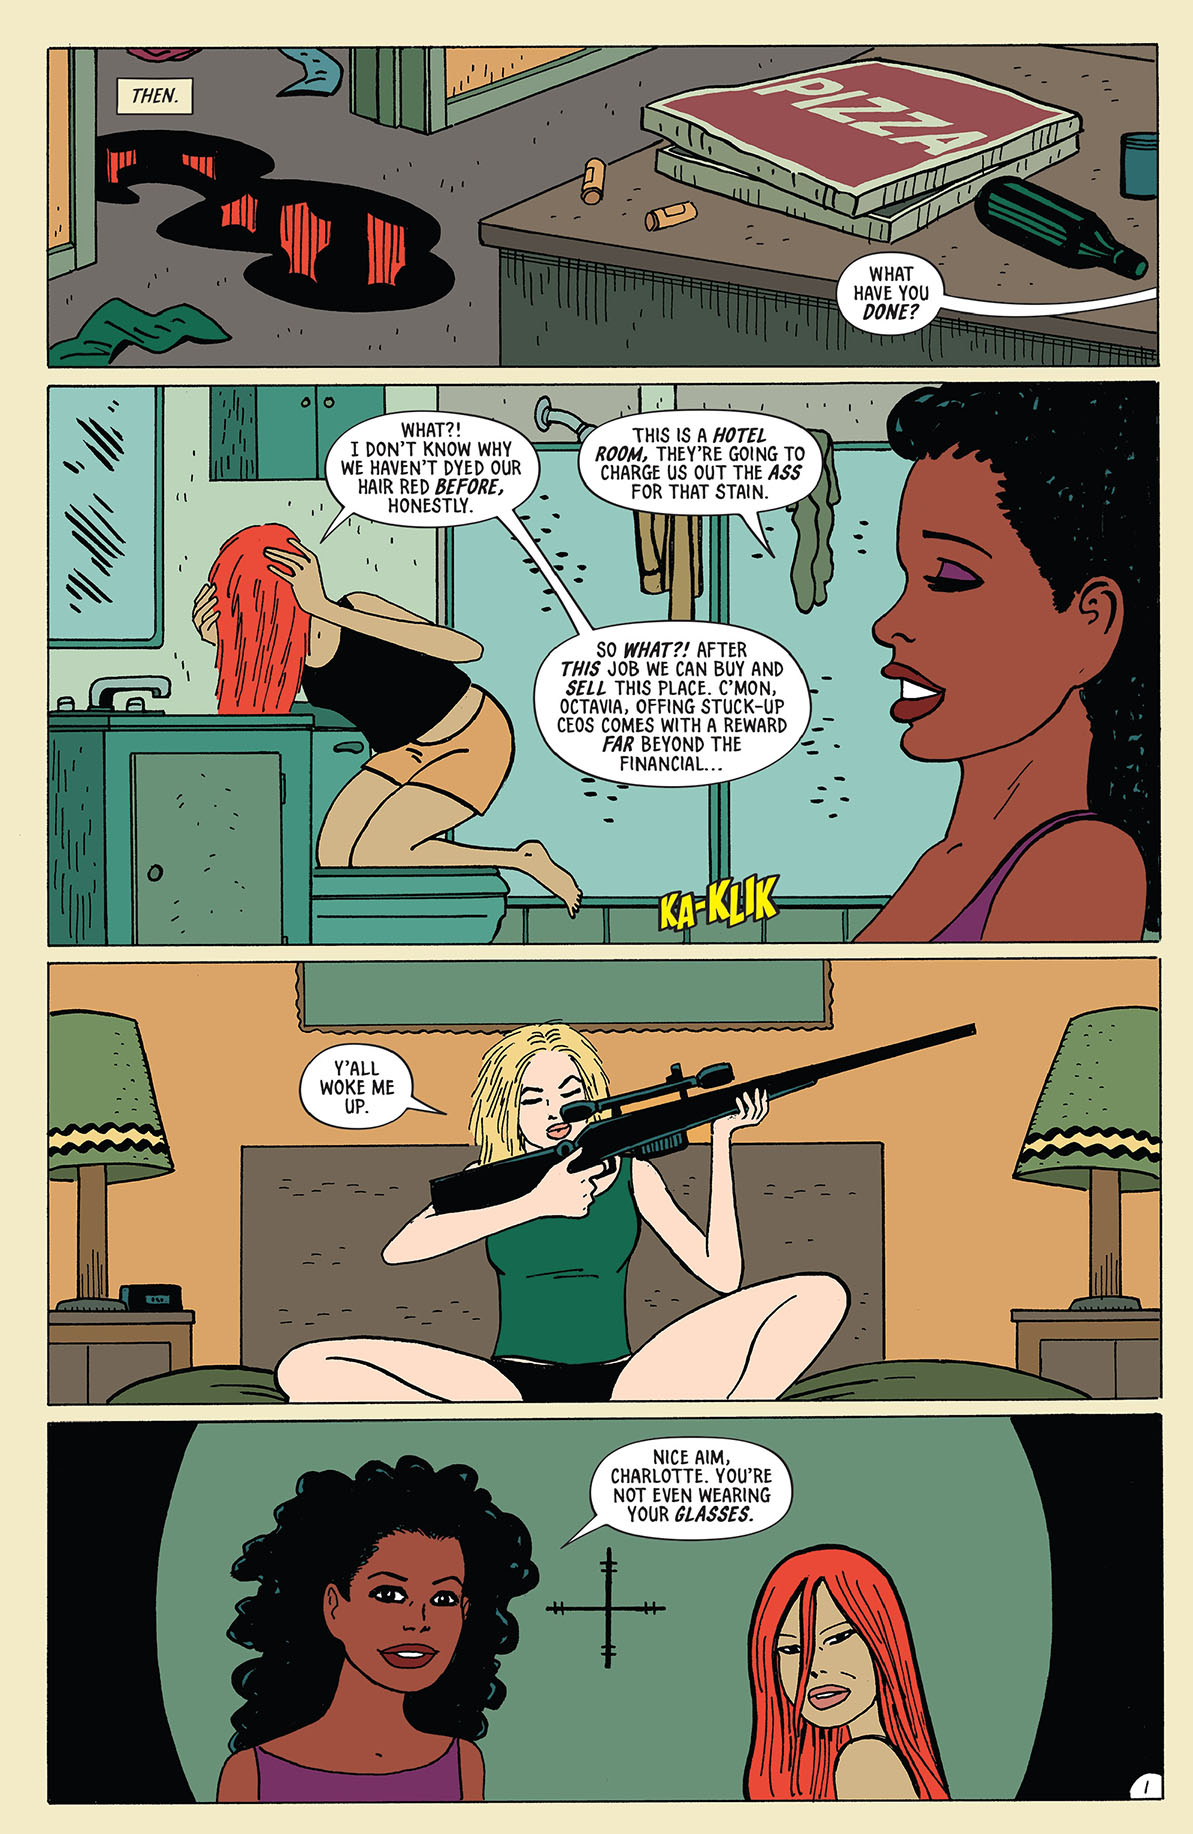 THEN.
PIZZA
WHAT
HAVE YOU
DONE?
WHAT?!
I DON'T KNOW WHY
WE HAVEN'T DYED OUR
HAIR RED BEFORE,
HONESTLY.
THIS IS A HOTEL
ROOM, THEY'RE GOING TO
CHARGE US OUT THE ASS
FOR THAT STAIN.
SO WHAT?! AFTER
THIS JOB WE CAN BUY AND
SELL THIS PLACE. C'MON,
OCTAVIA, OFFING STUCK-UP
CEOS COMES WITH A REWARD
FAR BEYOND THE
FINANCIAL...
KA-KLIK
Y'ALL
WOKE ME
UP.
NICE AIM,
CHARLOTTE. YOU'RE
NOT EVEN WEARING
YOUR GLASSES.
1